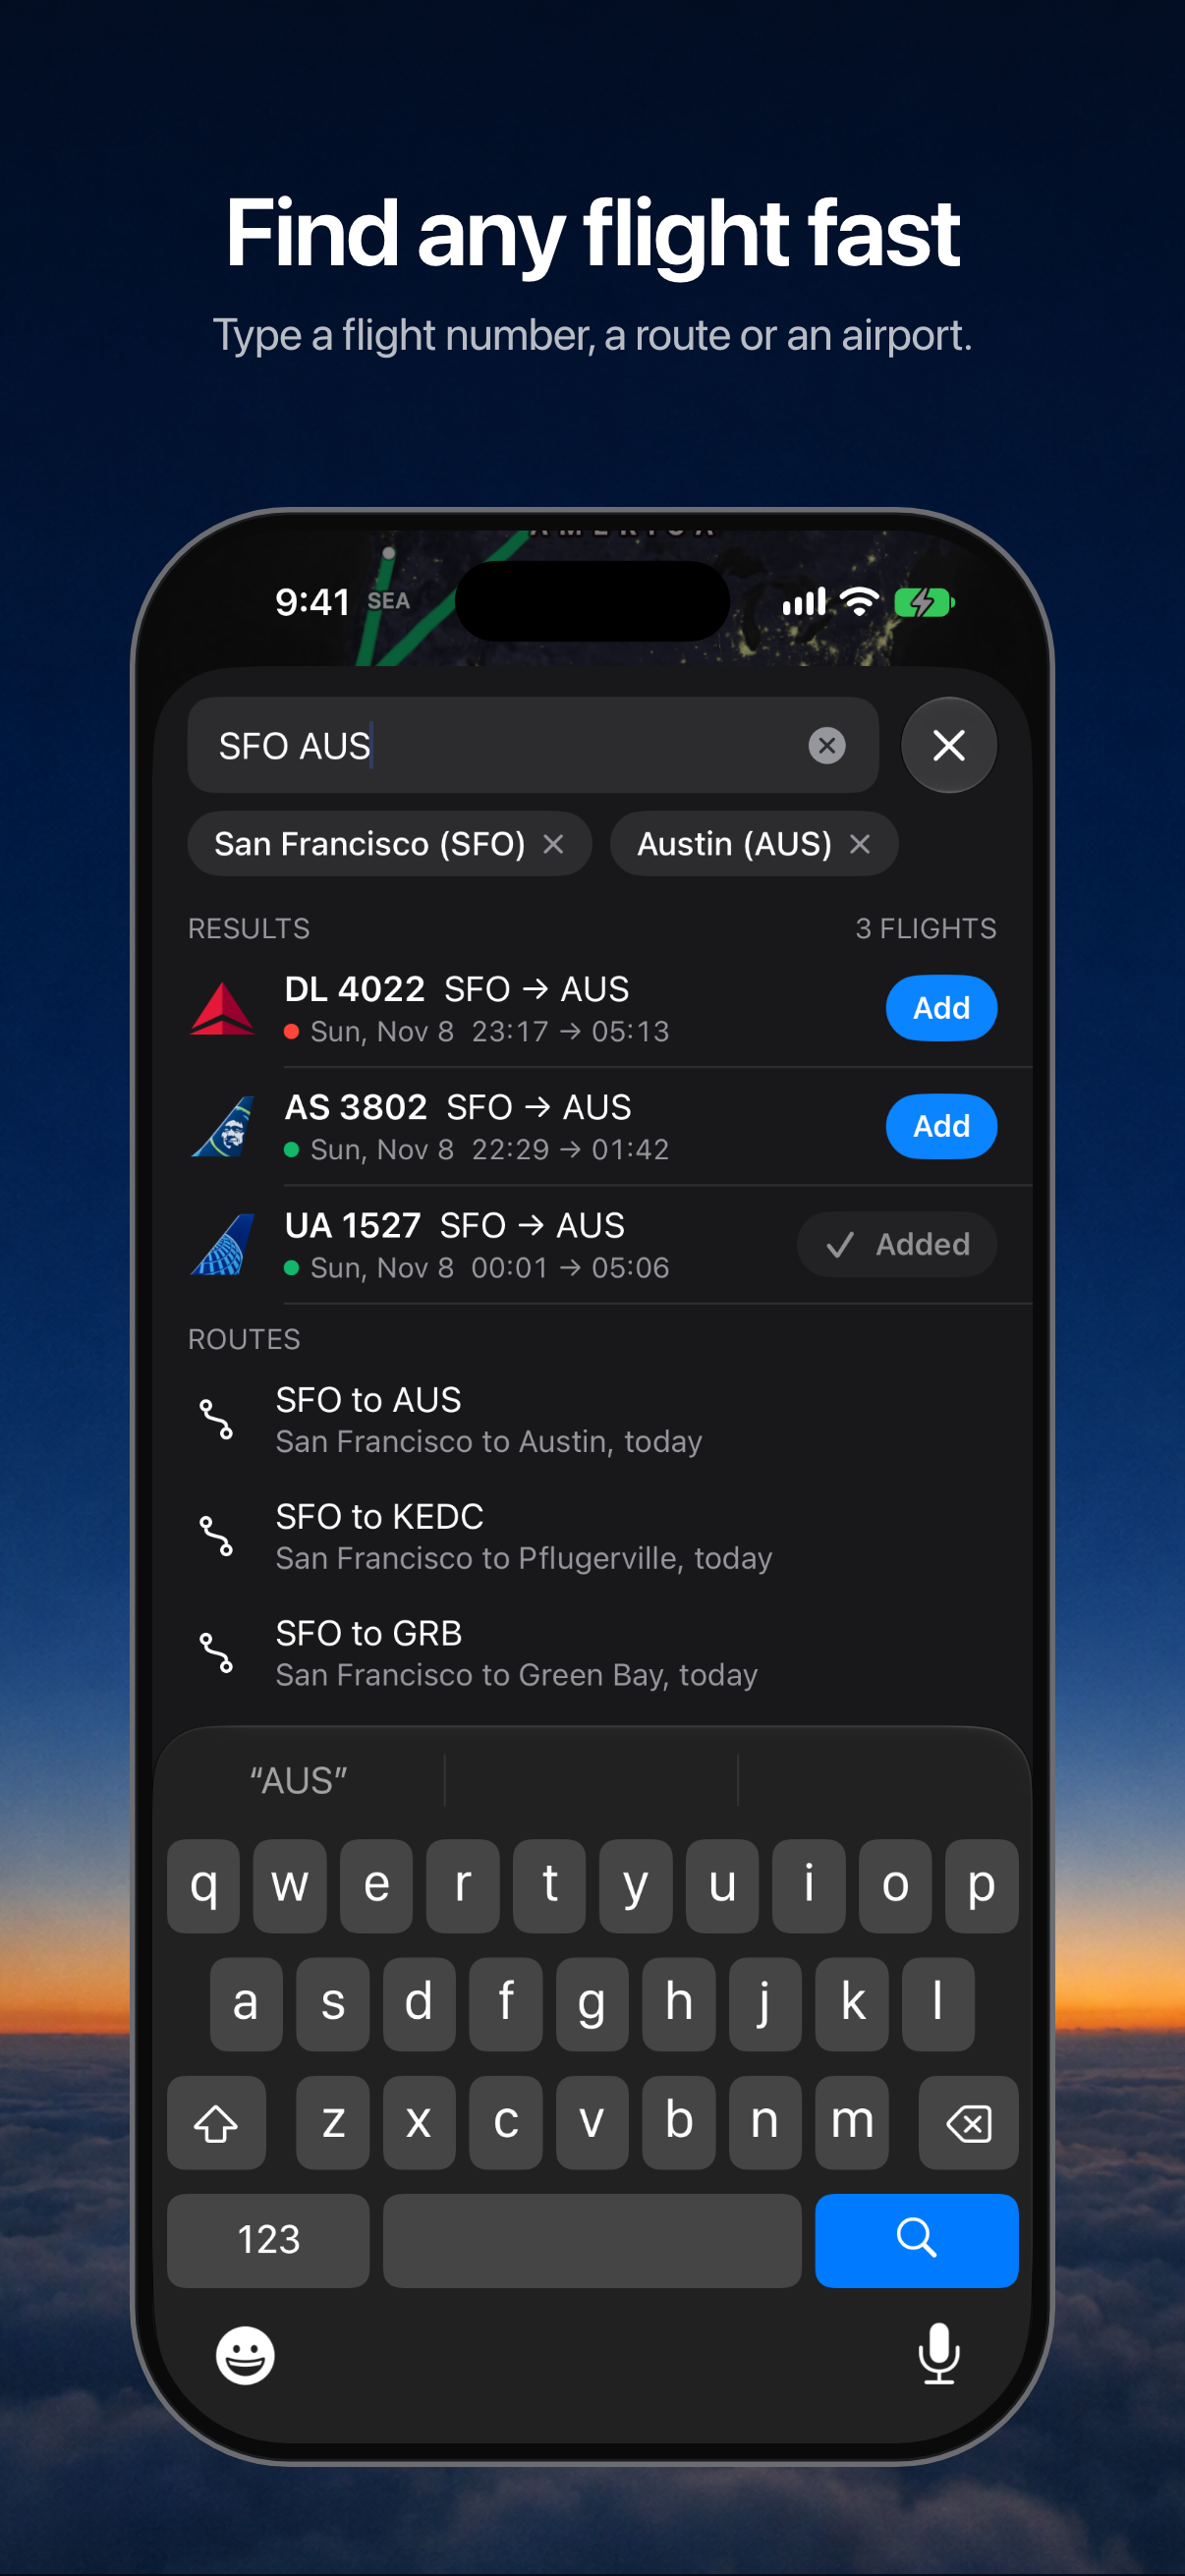 Find any flight fast
Type a flight number, a route or an airport.
AMERICA
9:41 SEA
SFO AUS
San Francisco (SFO) Austin (AUS)
RESULTS 3 FLIGHTS
DL 4022 SFO → AUS
Sun, Nov 8 23:17 → 05:13
Add
AS 3802 SFO → AUS
Sun, Nov 8 22:29 → 01:42
Add
UA 1527 SFO → AUS
Sun, Nov 8 00:01 → 05:06
✓ Added
ROUTES
SFO to AUS
San Francisco to Austin, today
SFO to KEDC
San Francisco to Pflugerville, today
SFO to GRB
San Francisco to Green Bay, today
“AUS”
q w e r t y u i o p
a s d f g h j k l
z x c v b n m
123